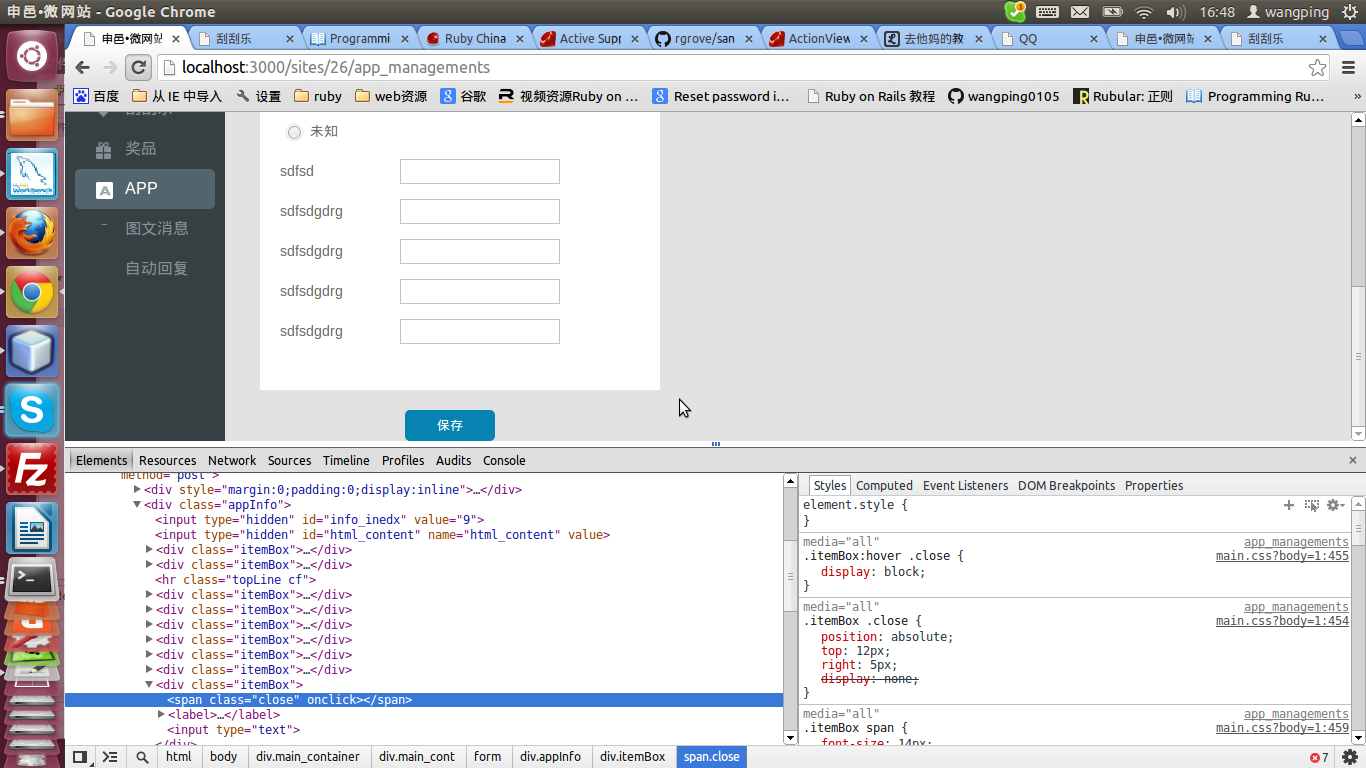 申邑•微网站 - Google Chrome
16:48 wangping
申邑•微网站 刮刮乐 Programmi Ruby China Active Supp rgrove/san ActionView 去他妈的教 QQ 申邑•微网站 刮刮乐
localhost:3000/sites/26/app_managements
百度 从 IE 中导入 设置 ruby web资源 谷歌 视频资源Ruby on ... Reset password i... Ruby on Rails 教程 wangping0105 Rubular: 正则 Programming Ru... »
刮刮乐
奖品
APP
图文消息
自动回复
未知
sdfsd
sdfsdgdrg
sdfsdgdrg
sdfsdgdrg
sdfsdgdrg
保存
Elements Resources Network Sources Timeline Profiles Audits Console
method="post">
<div style="margin:0;padding:0;display:inline">…</div>
<div class="appInfo">
<input type="hidden" id="info_inedx" value="9">
<input type="hidden" id="html_content" name="html_content" value>
<div class="itemBox">…</div>
<div class="itemBox">…</div>
<hr class="topLine cf">
<div class="itemBox">…</div>
<div class="itemBox">…</div>
<div class="itemBox">…</div>
<div class="itemBox">…</div>
<div class="itemBox">…</div>
<div class="itemBox">…</div>
<div class="itemBox">
<span class="close" onclick></span>
<label>…</label>
<input type="text">
</div>
Styles Computed Event Listeners DOM Breakpoints Properties
element.style {
}
media="all" app_managements
.itemBox:hover .close { main.css?body=1:455
display: block;
}
media="all" app_managements
.itemBox .close { main.css?body=1:454
position: absolute;
top: 12px;
right: 5px;
display: none;
}
media="all" app_managements
.itemBox span { main.css?body=1:459
font-size: 14px;
html body div.main_container div.main_cont form div.appInfo div.itemBox span.close 7